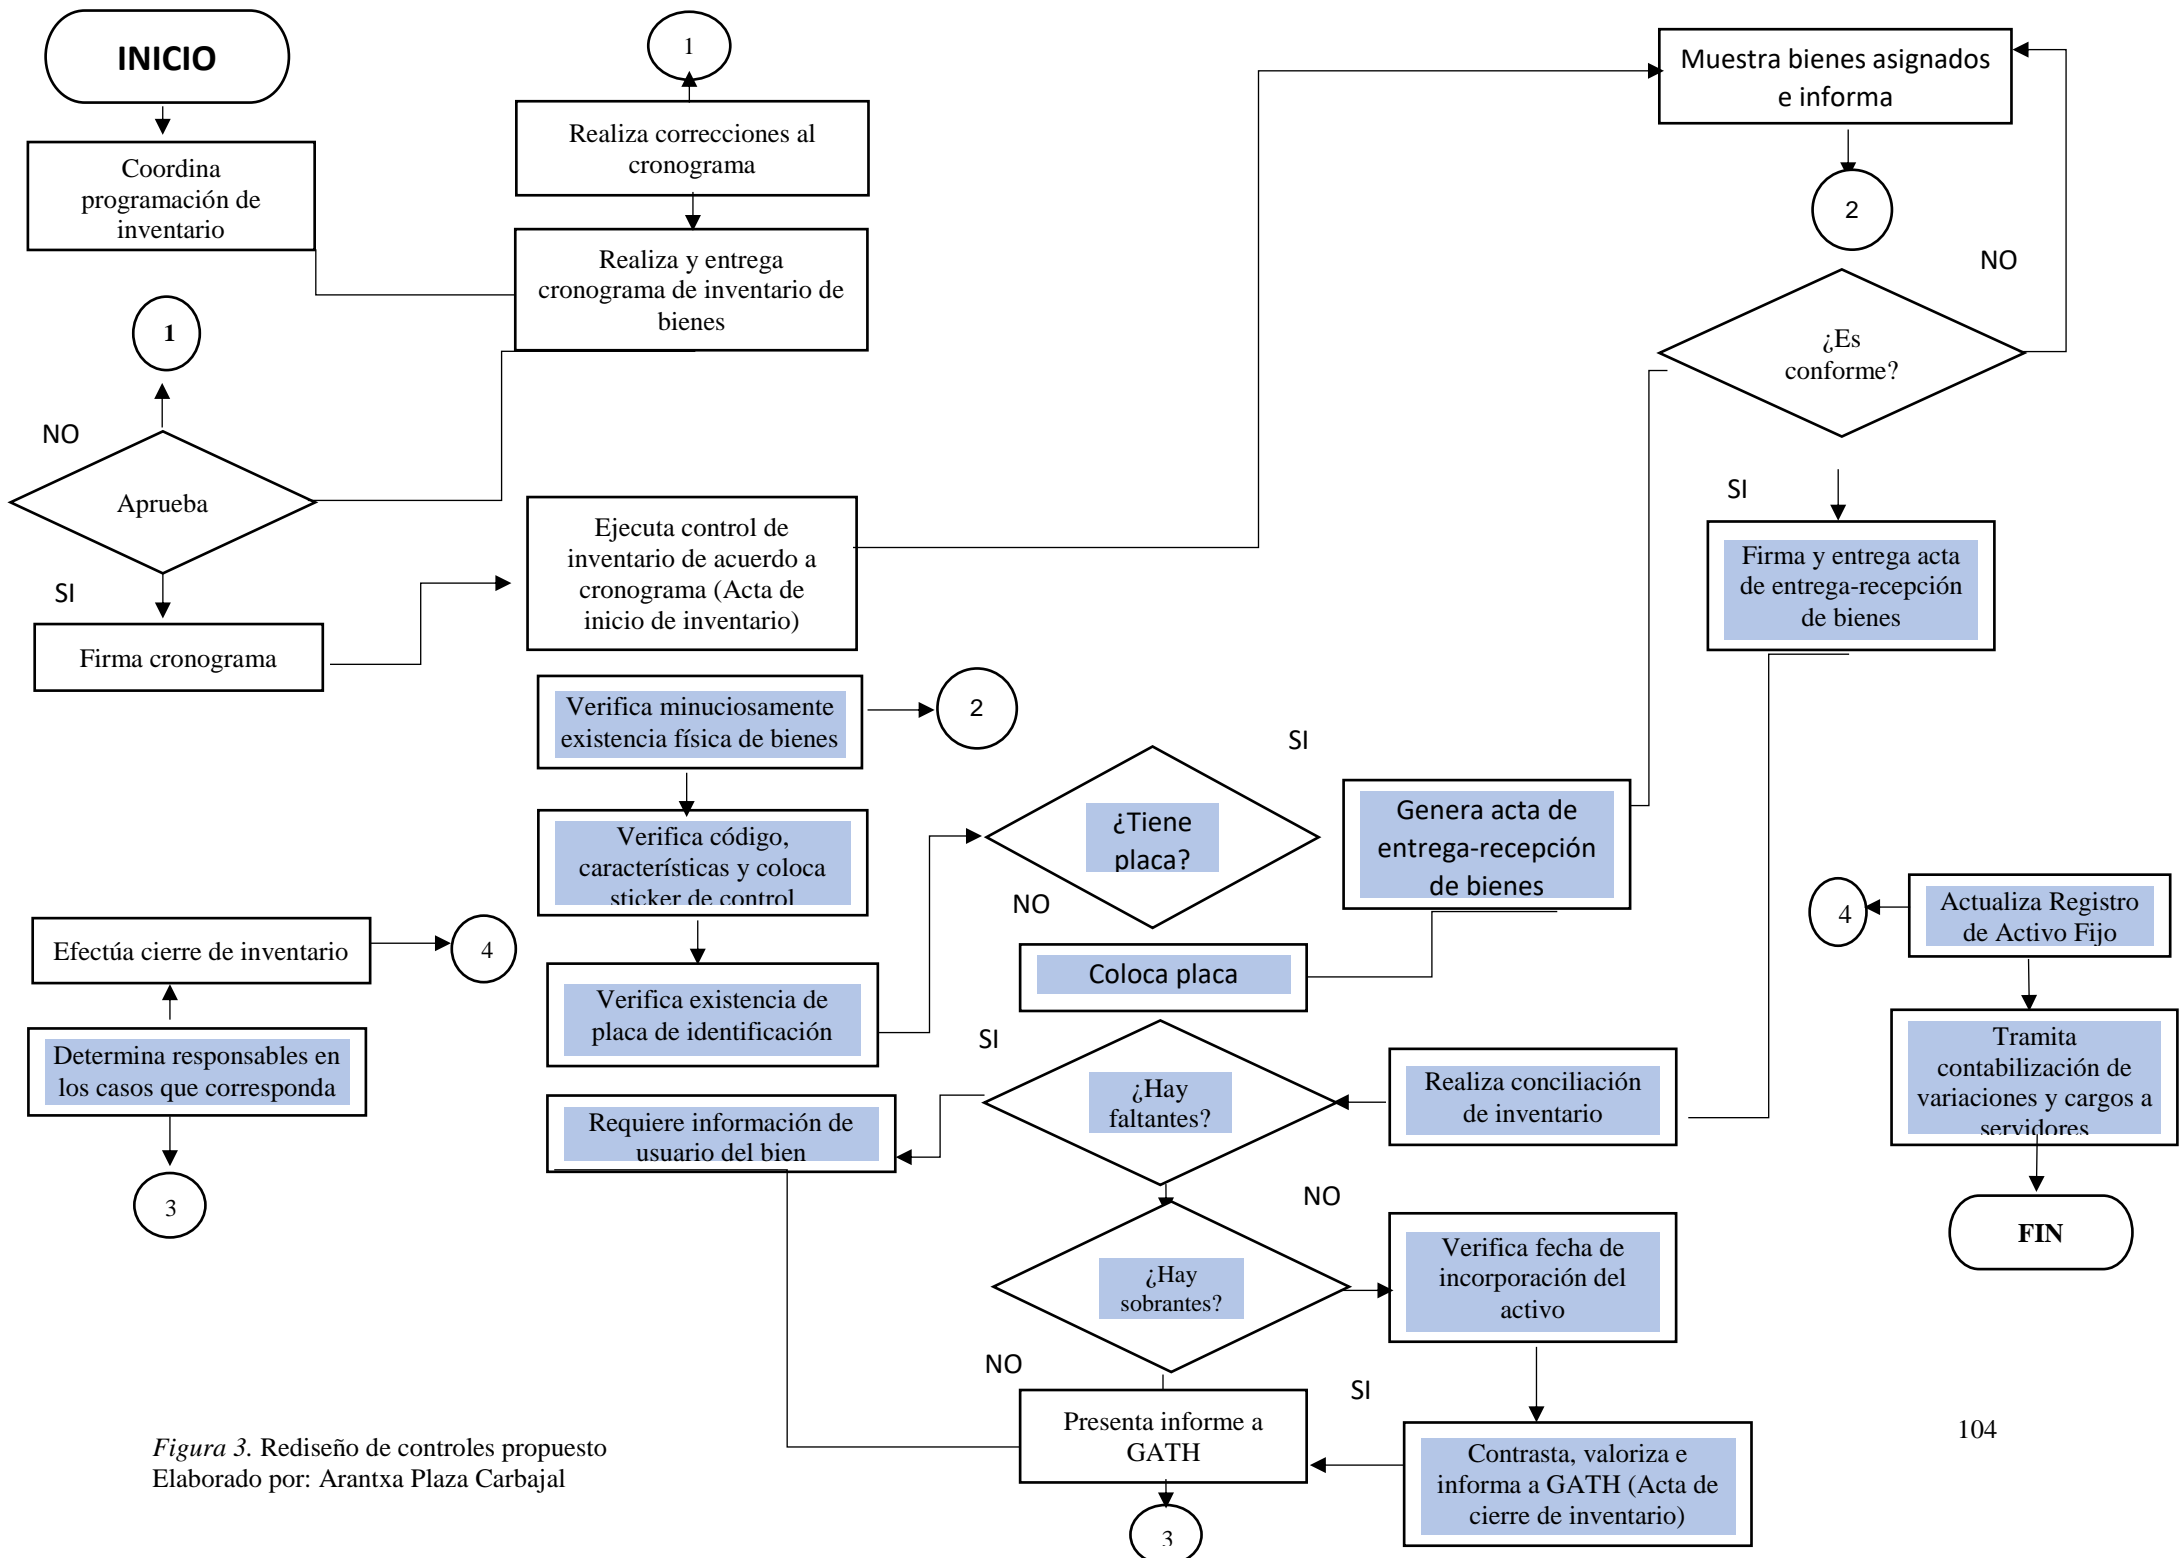 INICIO
Coordina
programación de
inventario
1
NO
Aprueba
SI
Firma cronograma
1
Realiza correcciones al
cronograma
Realiza y entrega
cronograma de inventario de
bienes
Ejecuta control de
inventario de acuerdo a
cronograma (Acta de
inicio de inventario)
Muestra bienes asignados
e informa
2
NO
¿Es
conforme?
SI
Firma y entrega acta
de entrega-recepción
de bienes
Verifica minuciosamente
existencia física de bienes
2
Verifica código,
características y coloca
sticker de control
Verifica existencia de
placa de identificación
¿Tiene
placa?
SI
NO
Genera acta de
entrega-recepción
de bienes
Coloca placa
Efectúa cierre de inventario
4
Determina responsables en
los casos que corresponda
3
Requiere información de
usuario del bien
SI
¿Hay
faltantes?
Realiza conciliación
de inventario
NO
¿Hay
sobrantes?
Verifica fecha de
incorporación del
activo
NO
SI
Presenta informe a
GATH
Contrasta, valoriza e
informa a GATH (Acta de
cierre de inventario)
3
4
Actualiza Registro
de Activo Fijo
Tramita
contabilización de
variaciones y cargos a
servidores
FIN
Figura 3. Rediseño de controles propuesto
Elaborado por: Arantxa Plaza Carbajal
104